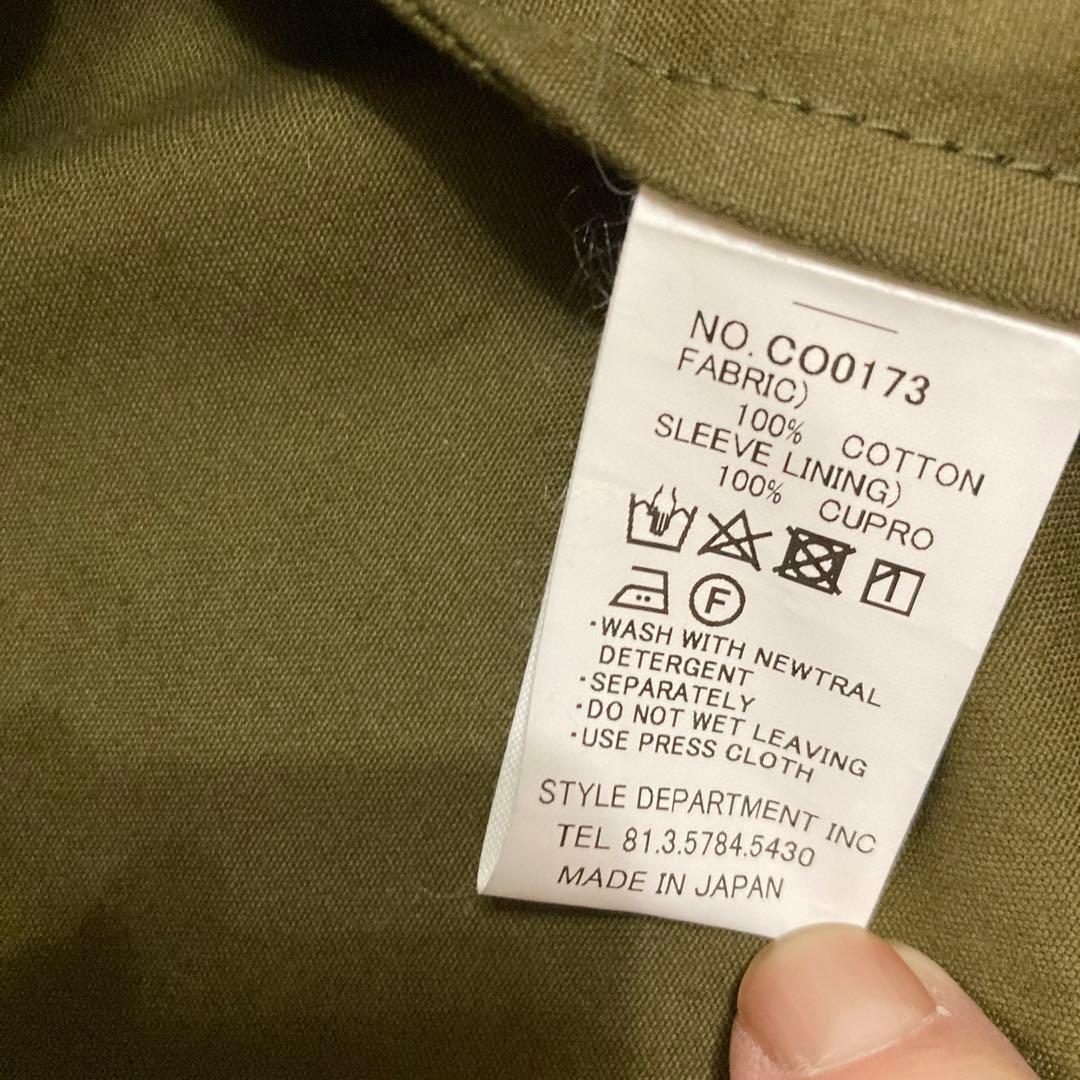 NO. CO0173
FABRIC)
100% COTTON
SLEEVE LINING)
100% CUPRO
F
·WASH WITH NEWTRAL
DETERGENT
·SEPARATELY
·DO NOT WET LEAVING
·USE PRESS CLOTH
STYLE DEPARTMENT INC
TEL 81.3.5784.5430
MADE IN JAPAN